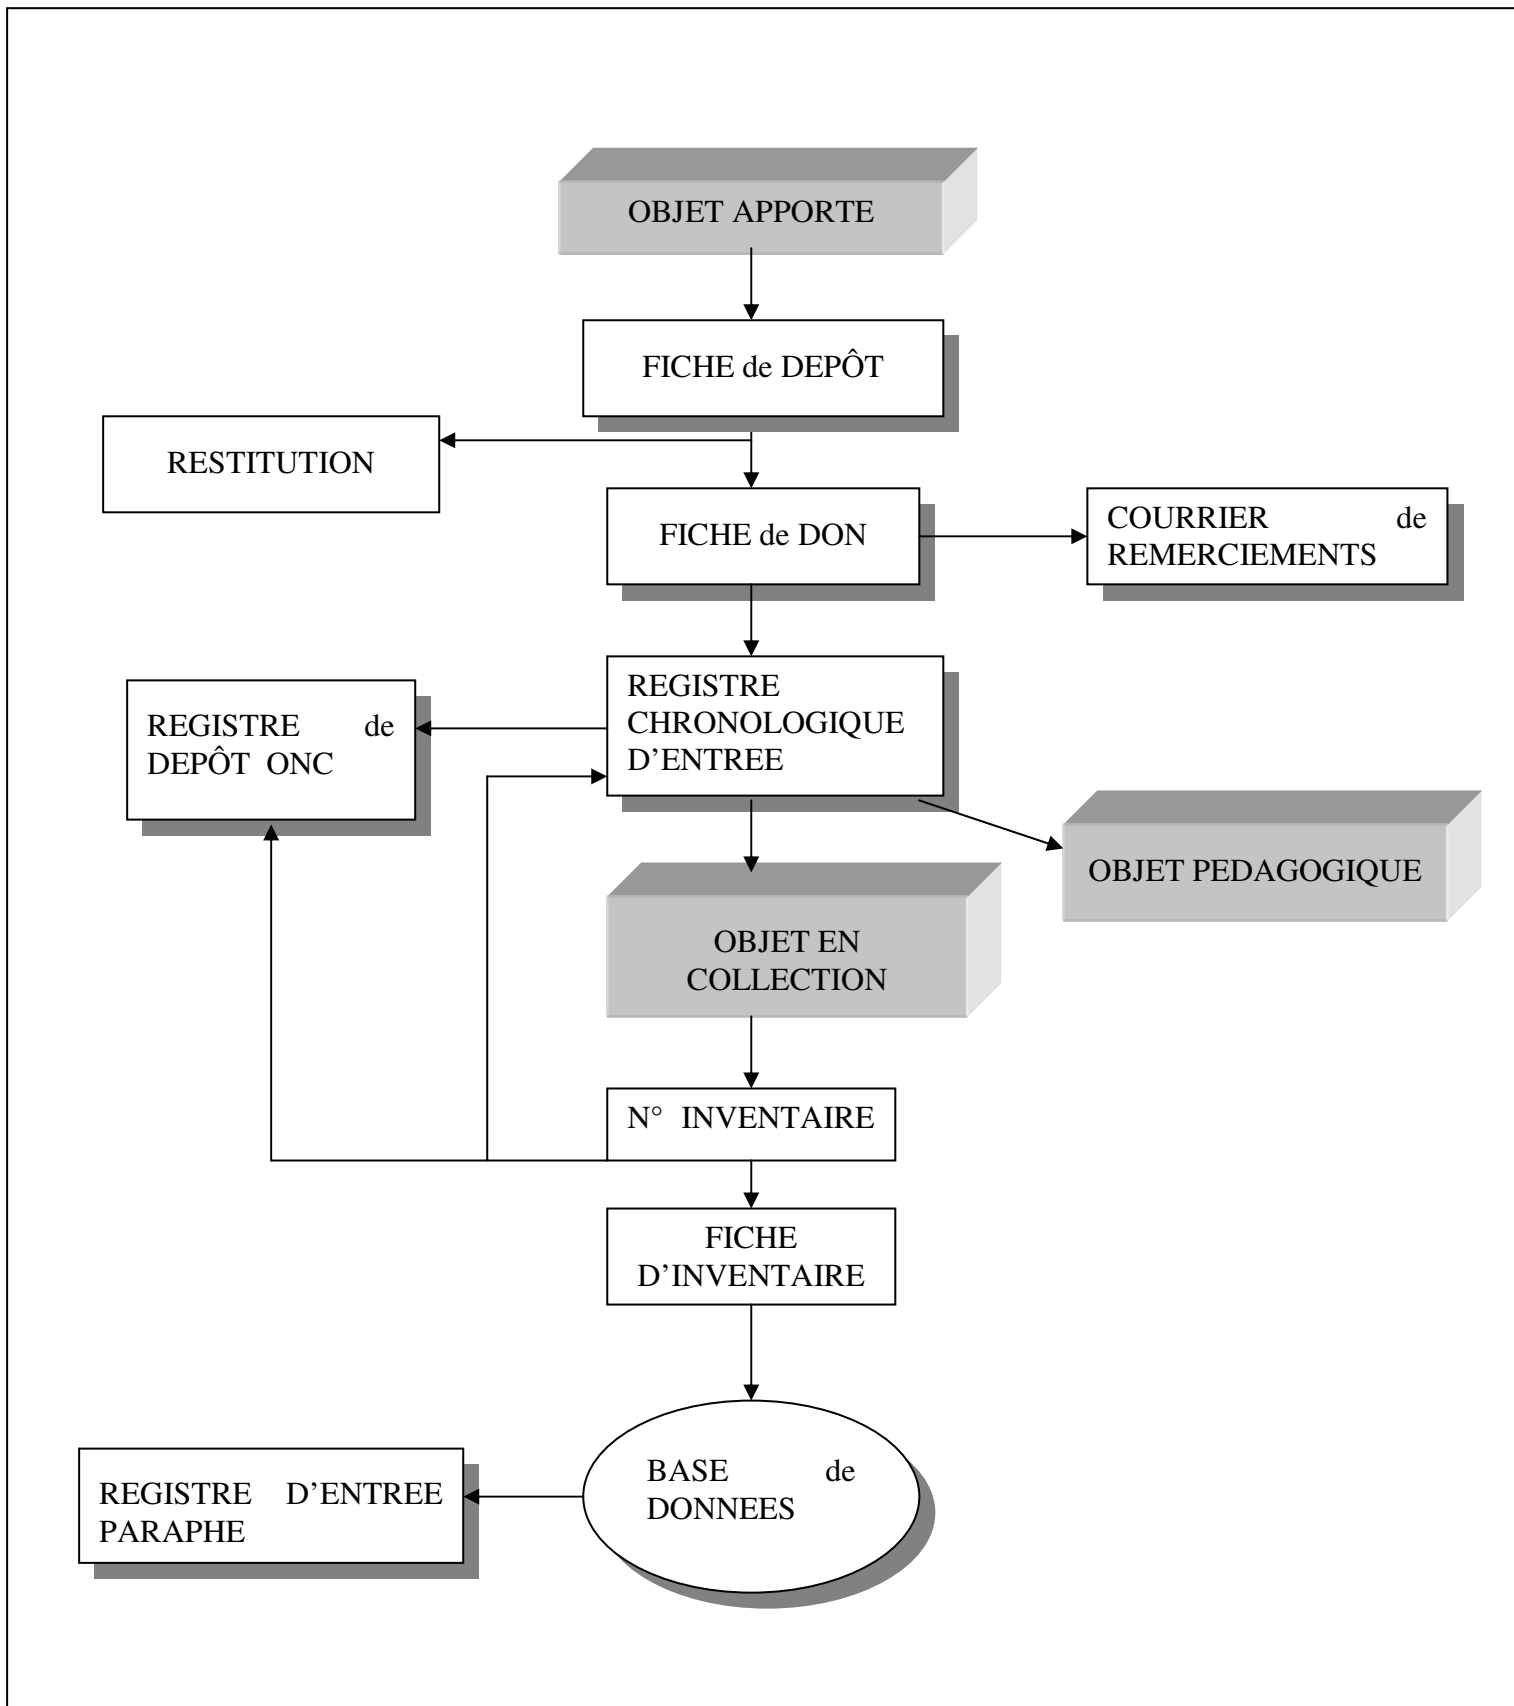 OBJET APPORTE
FICHE de DEPÔT
RESTITUTION
FICHE de DON
COURRIER de
REMERCIEMENTS
REGISTRE
CHRONOLOGIQUE
D’ENTREE
REGISTRE de
DEPÔT ONC
OBJET PEDAGOGIQUE
OBJET EN
COLLECTION
N° INVENTAIRE
FICHE
D’INVENTAIRE
BASE de
DONNEES
REGISTRE D’ENTREE
PARAPHE